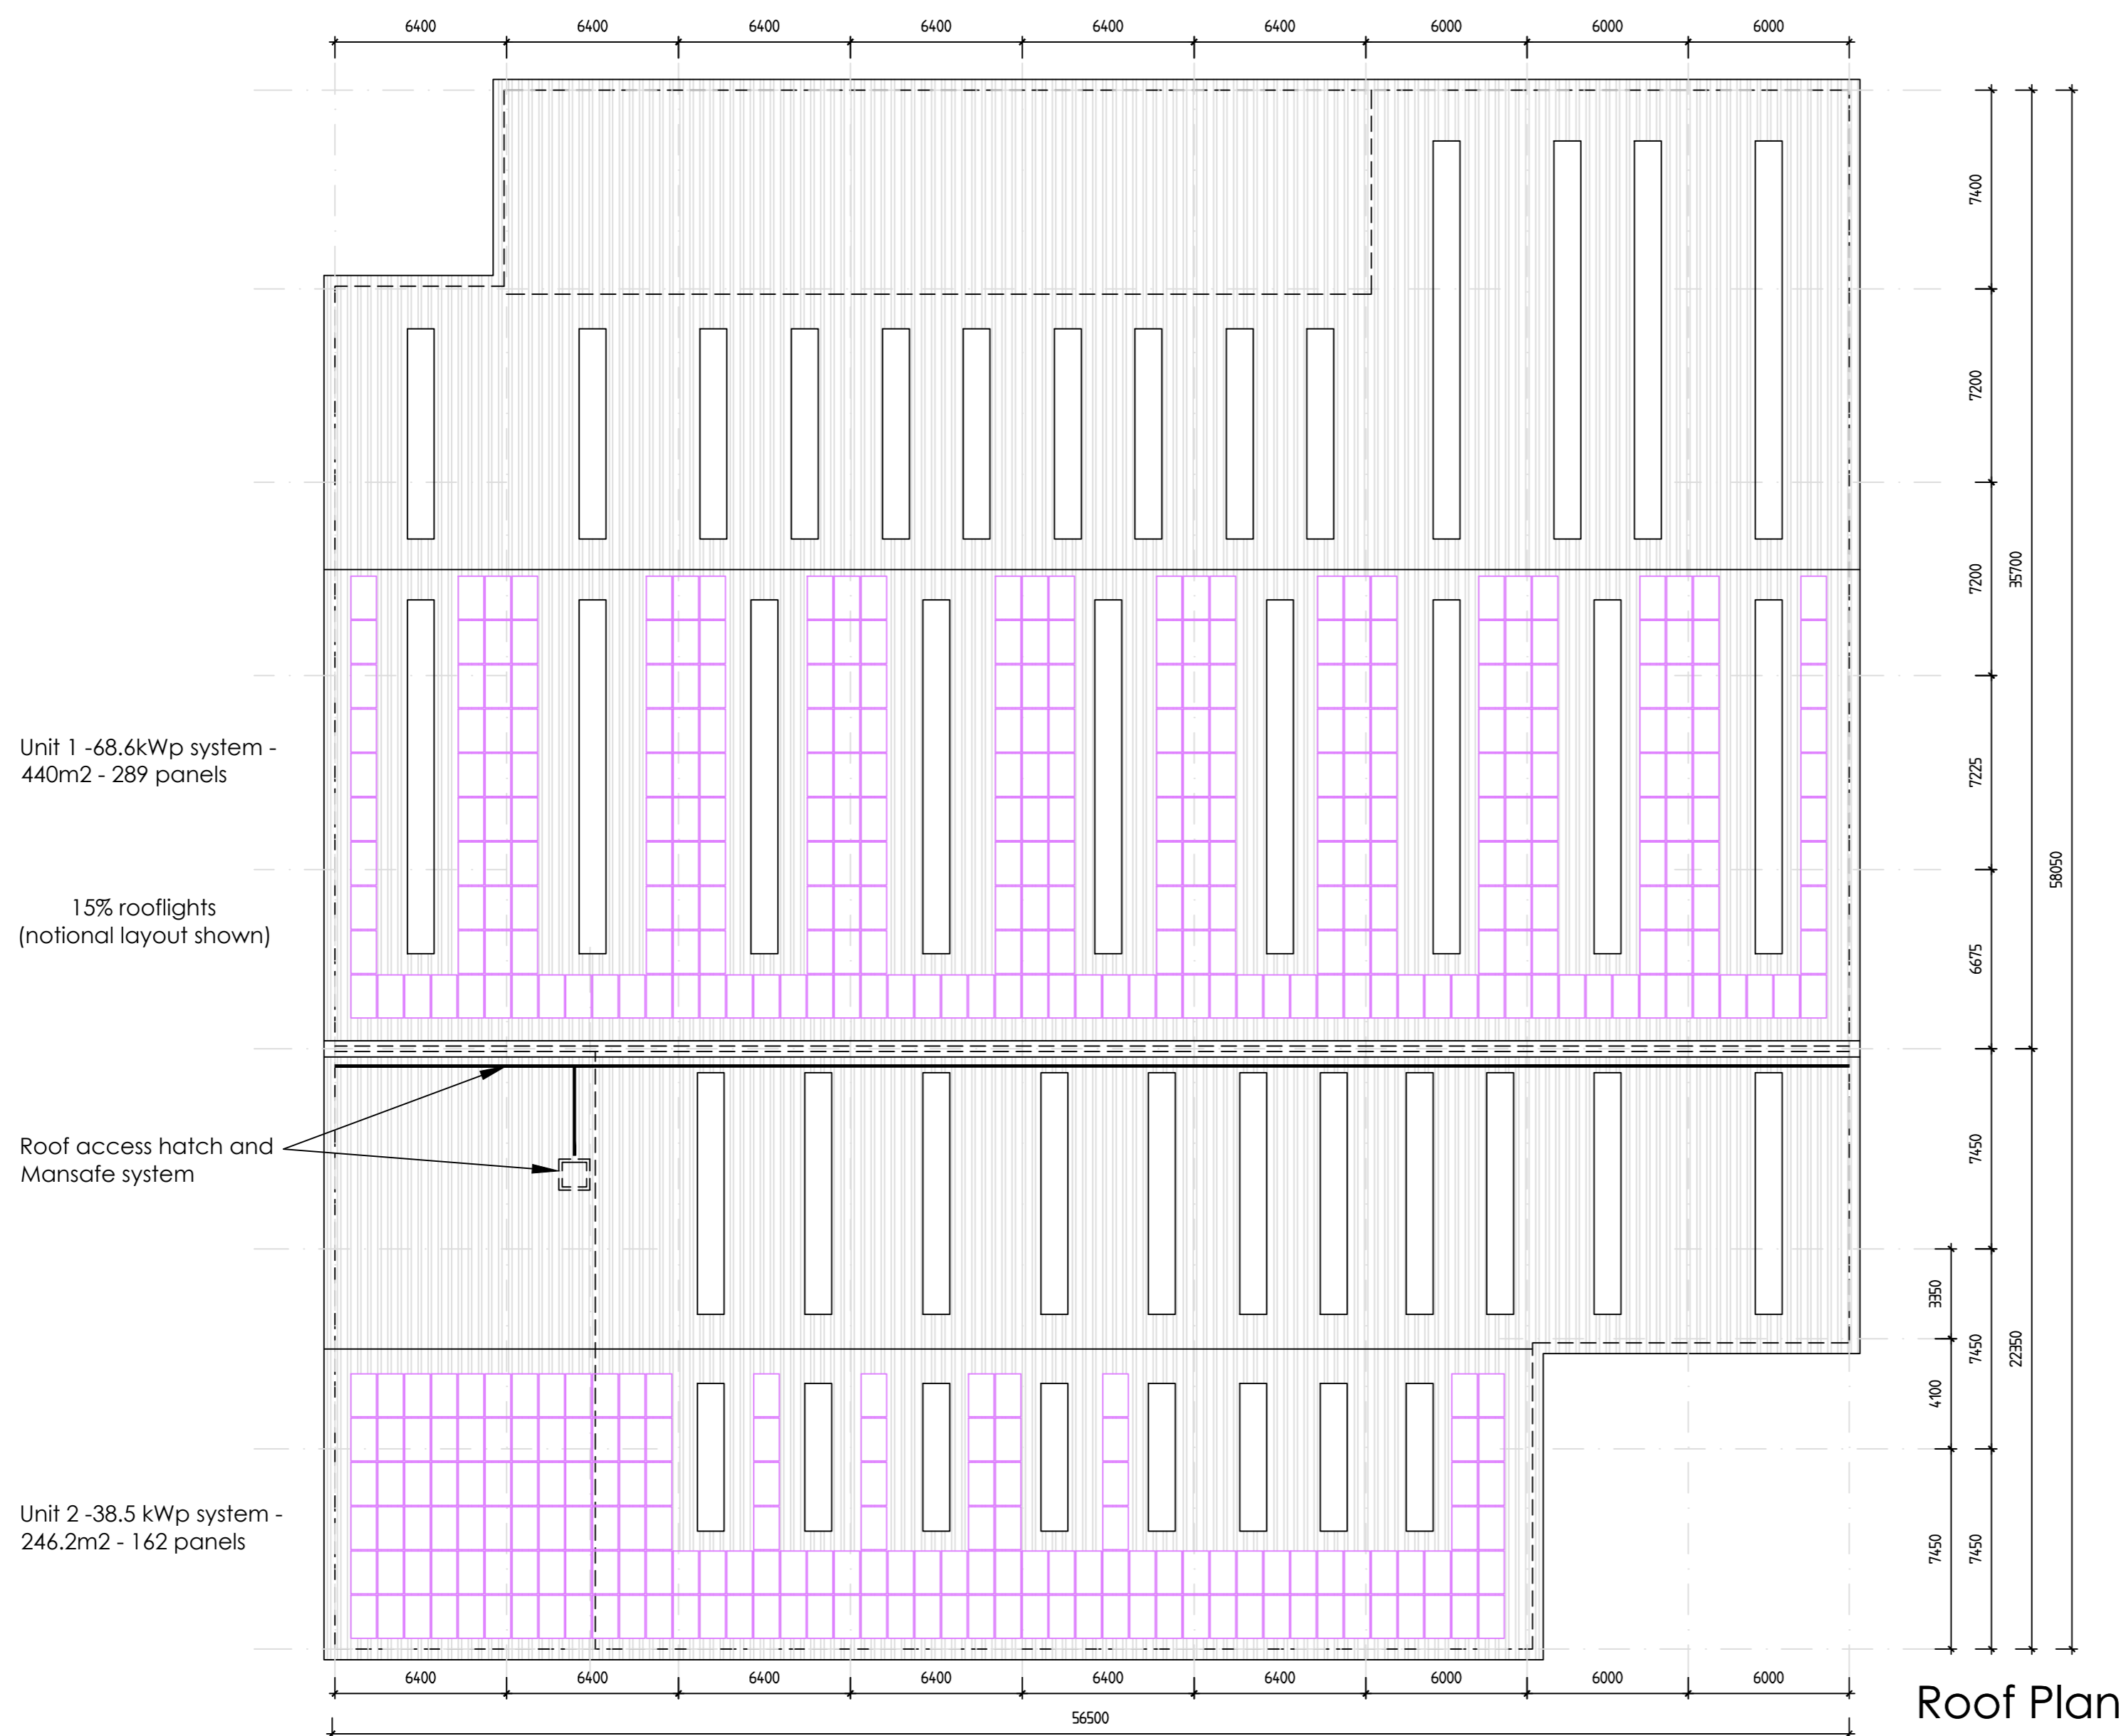 6400 6400 6400 6400 6400 6400 6000 6000 6000
7400
7200
7200
35700
Unit 1 -68.6kWp system -
440m2 - 289 panels
7225
58050
15% rooflights
(notional layout shown)
6675
Roof access hatch and
Mansafe system
7450
3350
7450
22350
4100
Unit 2 -38.5 kWp system -
246.2m2 - 162 panels
7450
7450
6400 6400 6400 6400 6400 6400 6000 6000 6000
Roof Plan
56500